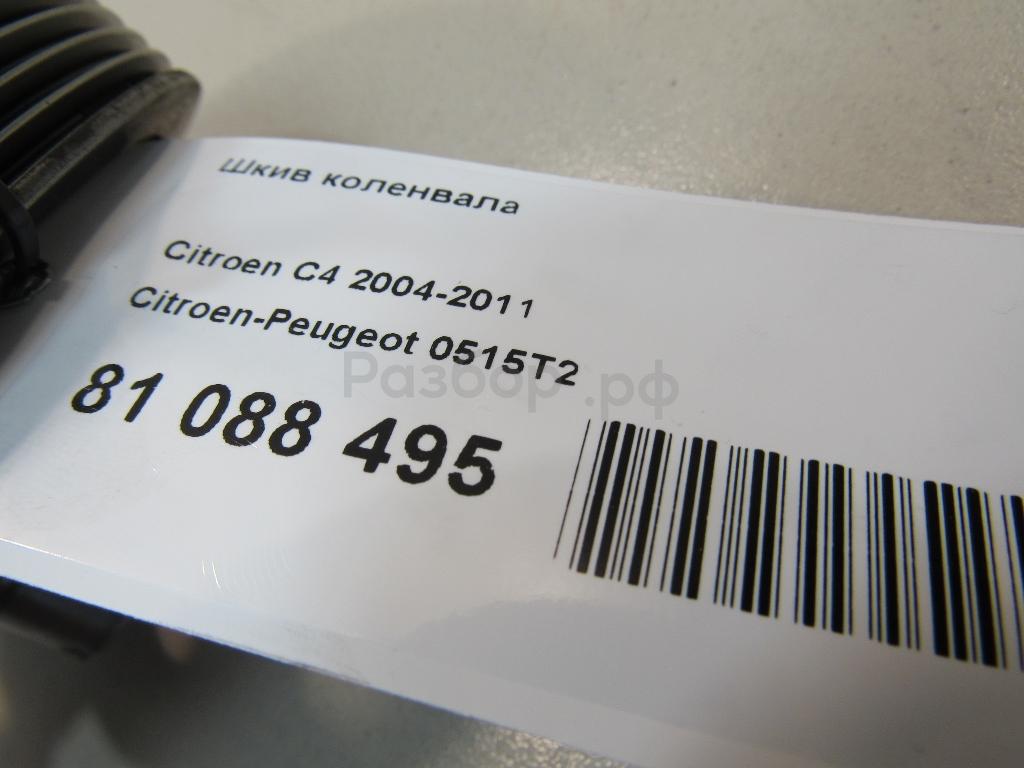 Шкив коленвала
Citroen C4 2004-2011
Citroen-Peugeot 0515T2
Разбор.рф
81 088 495